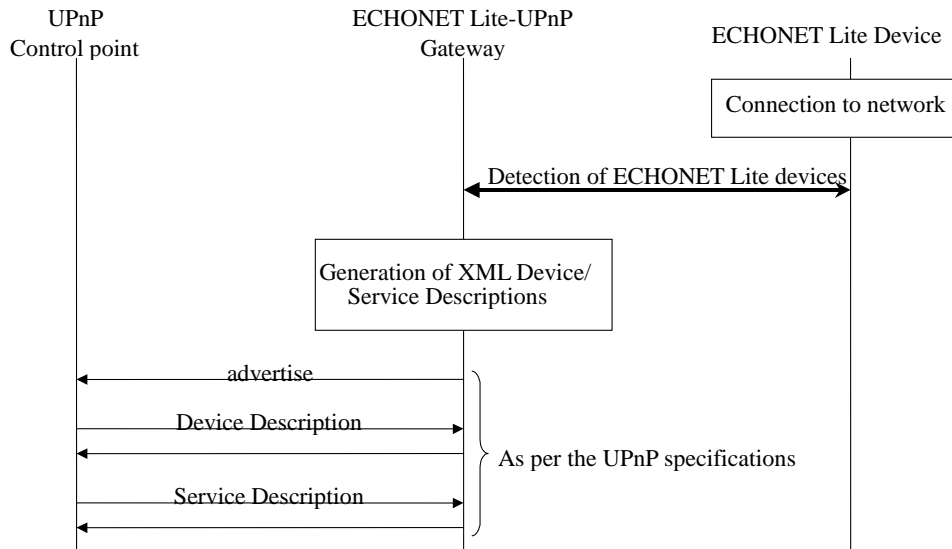 UPnP
Control point
ECHONET Lite-UPnP
Gateway
ECHONET Lite Device
Connection to network
Detection of ECHONET Lite devices
Generation of XML Device/
Service Descriptions
advertise
Device Description
As per the UPnP specifications
Service Description